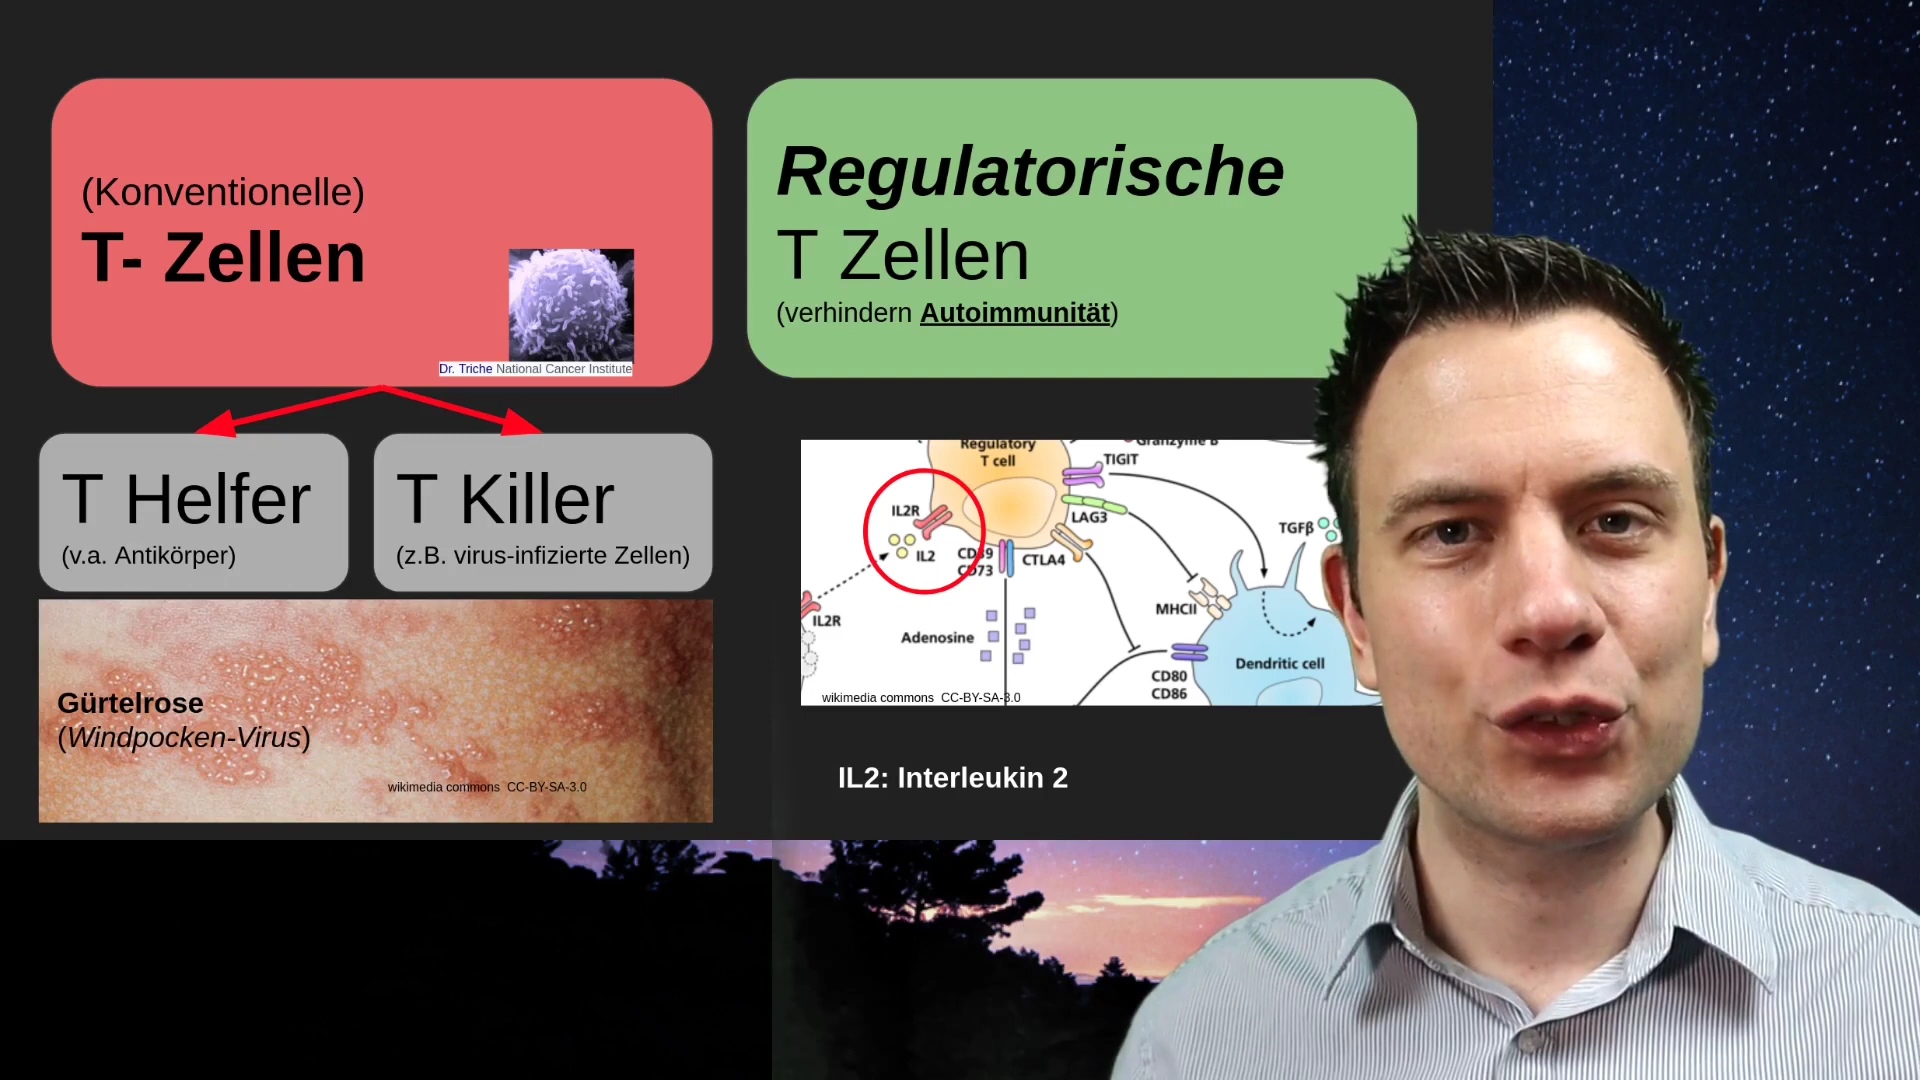 (Konventionelle)
T- Zellen
Dr. Triche National Cancer Institute
T Helfer
(v.a. Antikörper)
T Killer
(z.B. virus-infizierte Zellen)
Gürtelrose
(Windpocken-Virus)
wikimedia commons CC-BY-SA-3.0
Regulatorische
T Zellen
(verhindern Autoimmunität)
Regulatory
T cell
Granzyme B
TIGIT
IL2R
LAG3
TGFβ
IL2
CD39
CD73
CTLA4
IL2R
MHCII
Adenosine
Dendritic cell
CD80
CD86
wikimedia commons CC-BY-SA-3.0
IL2: Interleukin 2